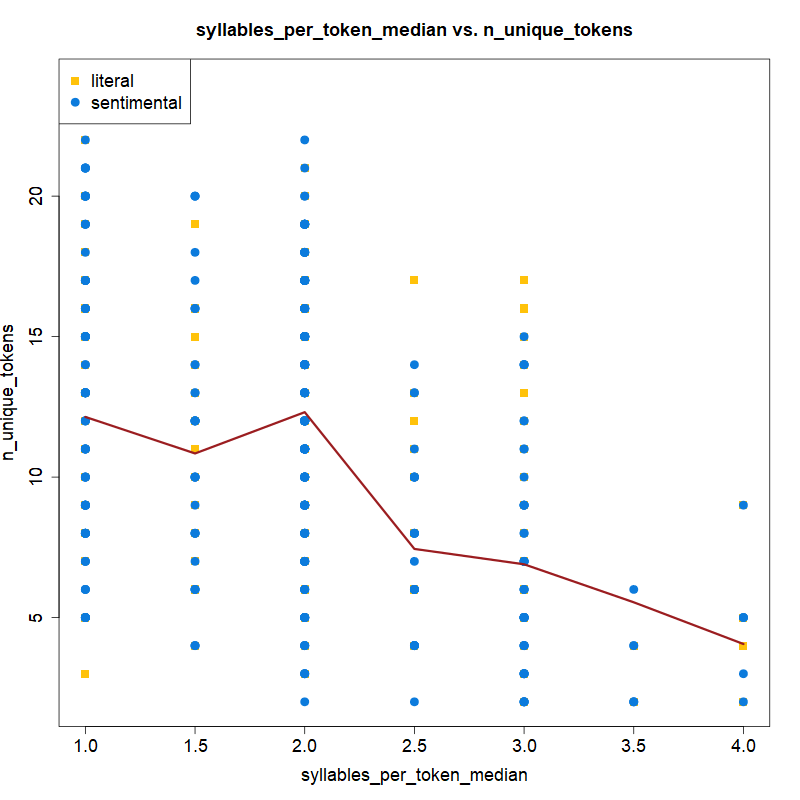 syllables_per_token_median vs. n_unique_tokens
literal
sentimental
n_unique_tokens
20
15
10
5
1.0 1.5 2.0 2.5 3.0 3.5 4.0
syllables_per_token_median